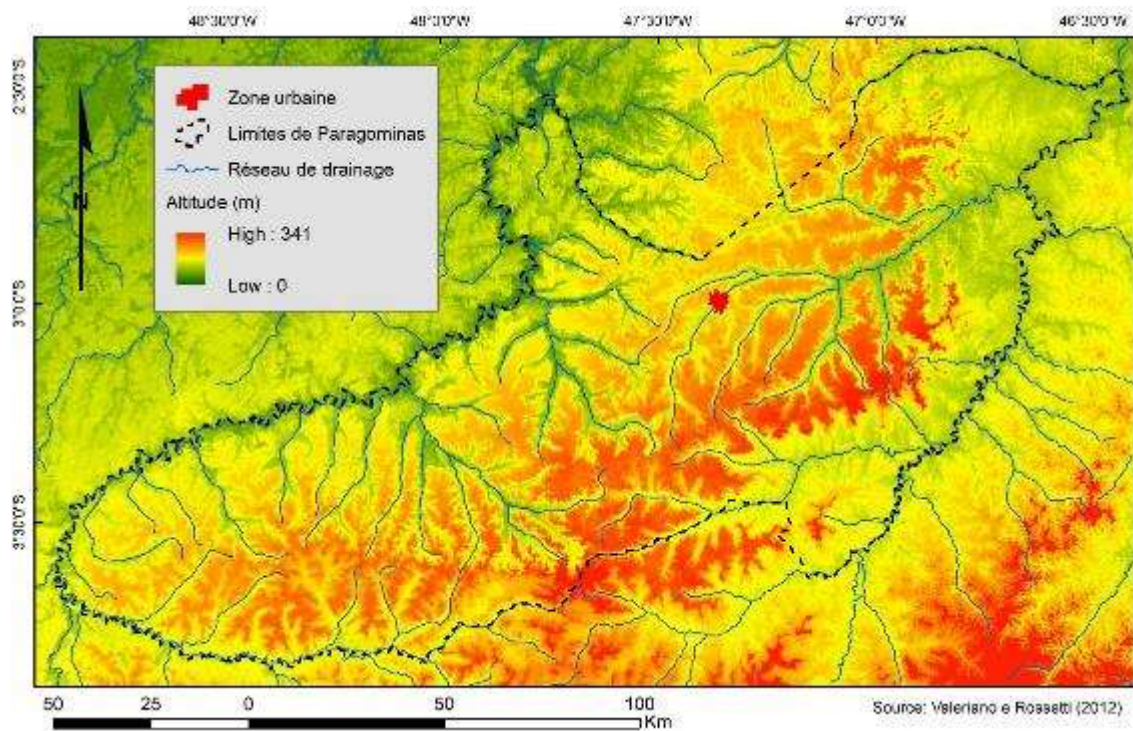 48°30'0"W 48°0'0"W 47°30'0"W 47°0'0"W 46°30'0"W
2°30'0"S
3°0'0"S
3°30'0"S
N
Zone urbaine
Limites de Paragominas
Réseau de drainage
Altitude (m)
High : 341
Low : 0
50 25 0 50 100
Km
Source: Valeriano e Rossetti (2012)